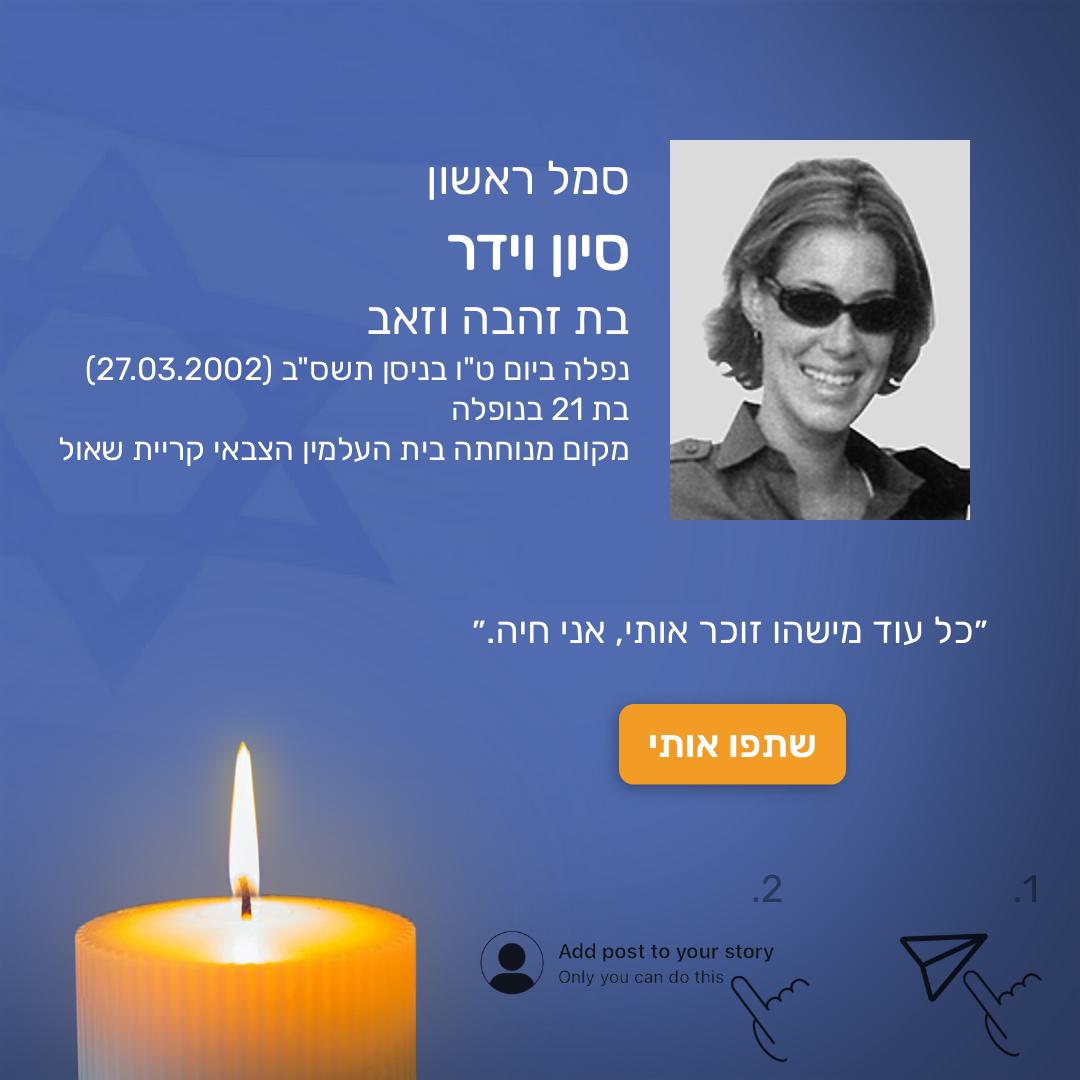 סמל ראשון
סיון וידר
בת זהבה וזאב
נפלה ביום ט"ו בניסן תשס"ב (27.03.2002)
בת 21 בנופלה
מקום מנוחתה בית העלמין הצבאי קריית שאול
״כל עוד מישהו זוכר אותי, אני חיה.״
שתפו אותי
.1
.2
Add post to your story
Only you can do this